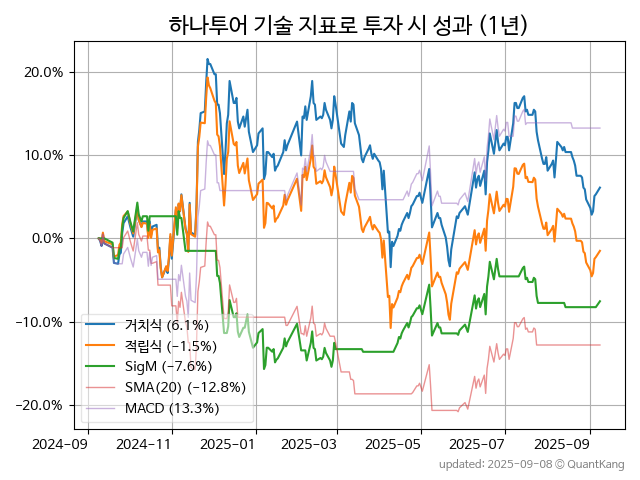 하나투어 기술 지표로 투자 시 성과 (1년)
20.0%
10.0%
0.0%
−10.0%
−20.0%
거치식 (6.1%)
적립식 (−1.5%)
SigM (−7.6%)
SMA(20) (−12.8%)
MACD (13.3%)
2024-09 2024-11 2025-01 2025-03 2025-05 2025-07 2025-09
updated: 2025-09-08 © QuantKang